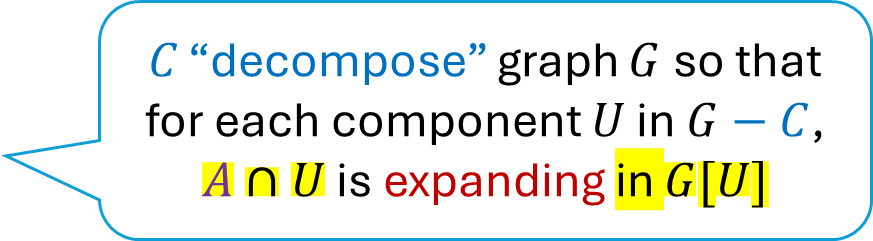 C “decompose” graph G so that
for each component U in G − C,
A ∩ U is expanding in G[U]